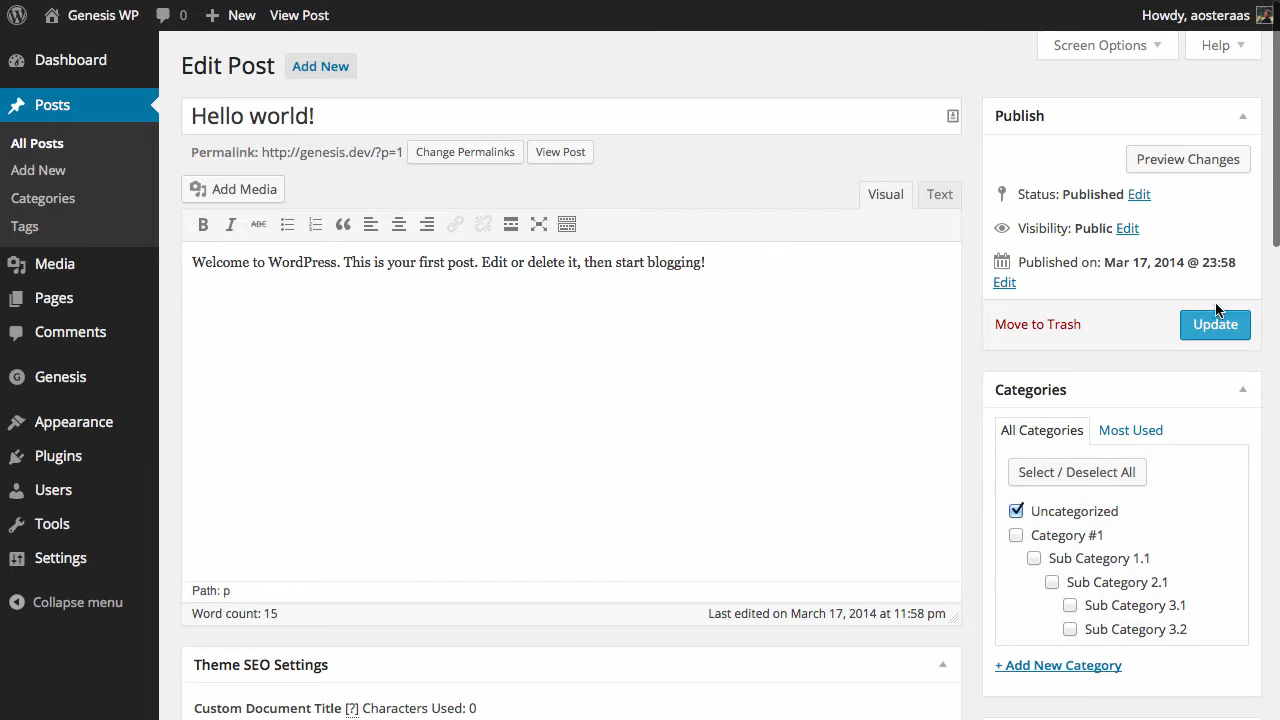 Genesis WP 0 New View Post Howdy, aosteraas
Dashboard
Posts
All Posts
Add New
Categories
Tags
Media
Pages
Comments
Genesis
Appearance
Plugins
Users
Tools
Settings
Collapse menu
Screen Options Help
Edit Post Add New
Hello world!
Permalink: http://genesis.dev/?p=1 Change Permalinks View Post
Add Media
Visual Text
B I ABC
Welcome to WordPress. This is your first post. Edit or delete it, then start blogging!
Path: p
Word count: 15 Last edited on March 17, 2014 at 11:58 pm
Theme SEO Settings
Custom Document Title [?] Characters Used: 0
Publish
Preview Changes
Status: Published Edit
Visibility: Public Edit
Published on: Mar 17, 2014 @ 23:58
Edit
Move to Trash Update
Categories
All Categories Most Used
Select / Deselect All
Uncategorized
Category #1
Sub Category 1.1
Sub Category 2.1
Sub Category 3.1
Sub Category 3.2
+ Add New Category